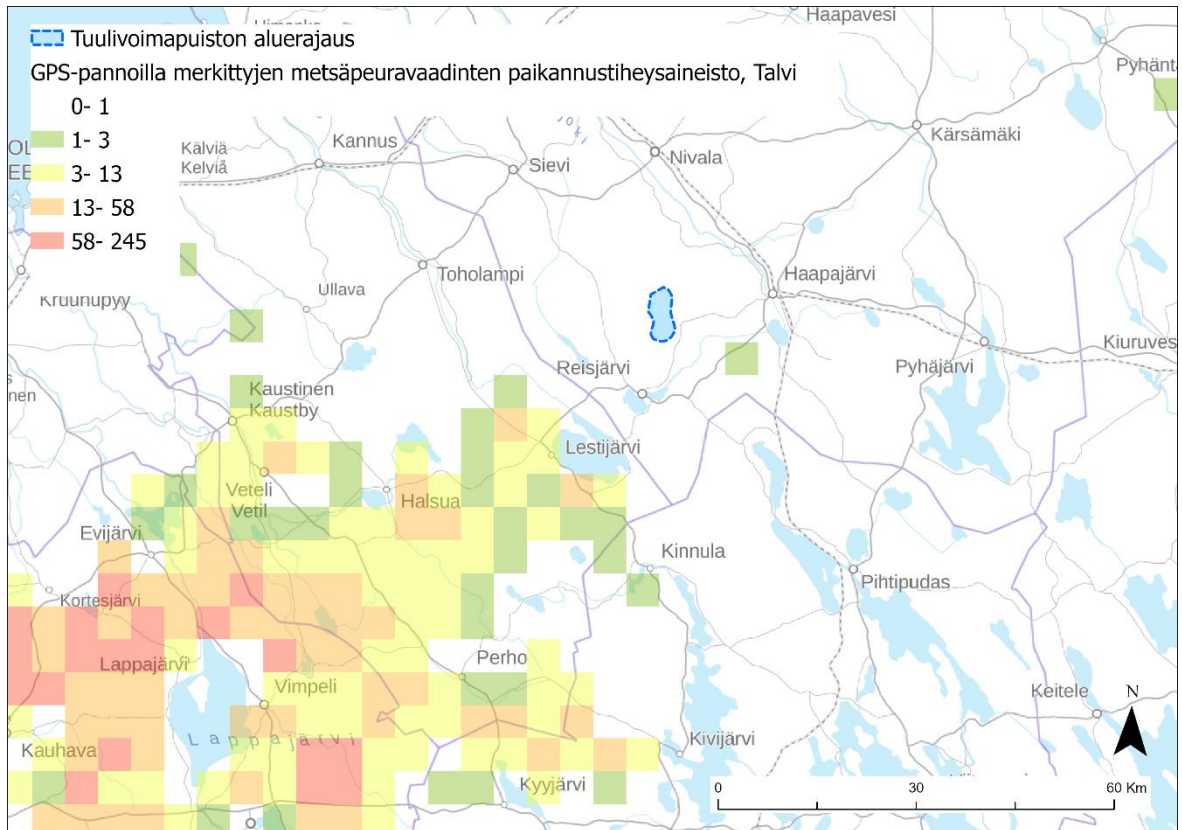 Haapavesi
Tuulivoimapuiston aluerajaus
GPS-pannoilla merkittyjen metsäpeuravaadinten paikannustiheysaineisto, Talvi
0- 1
1- 3
3- 13
13- 58
58- 245
Kälviä
Kelviå
Kannus
Sievi
Nivala
Kärsämäki
Toholampi
Haapajärvi
Ullava
Kruunupyy
Reisjärvi
Pyhäjärvi
Kaustinen
Kaustby
Lestijärvi
Veteli
Vetil
Halsua
Evijärvi
Kinnula
Pihtipudas
Kortesjärvi
Lappajärvi
Perho
Vimpeli
Keitele
N
Kauhava
Lappajärvi
Kivijärvi
Kyyjärvi
0 30 60 Km